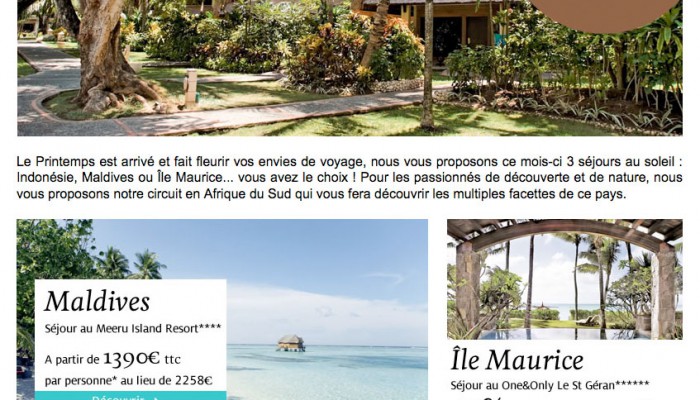 Le Printemps est arrivé et fait fleurir vos envies de voyage, nous vous proposons ce mois-ci 3 séjours au soleil :
Indonésie, Maldives ou Île Maurice... vous avez le choix ! Pour les passionnés de découverte et de nature, nous
vous proposons notre circuit en Afrique du Sud qui vous fera découvrir les multiples facettes de ce pays.
Maldives
Séjour au Meeru Island Resort****
A partir de 1390€ ttc
par personne* au lieu de 2258€
Île Maurice
Séjour au One&Only Le St Géran******